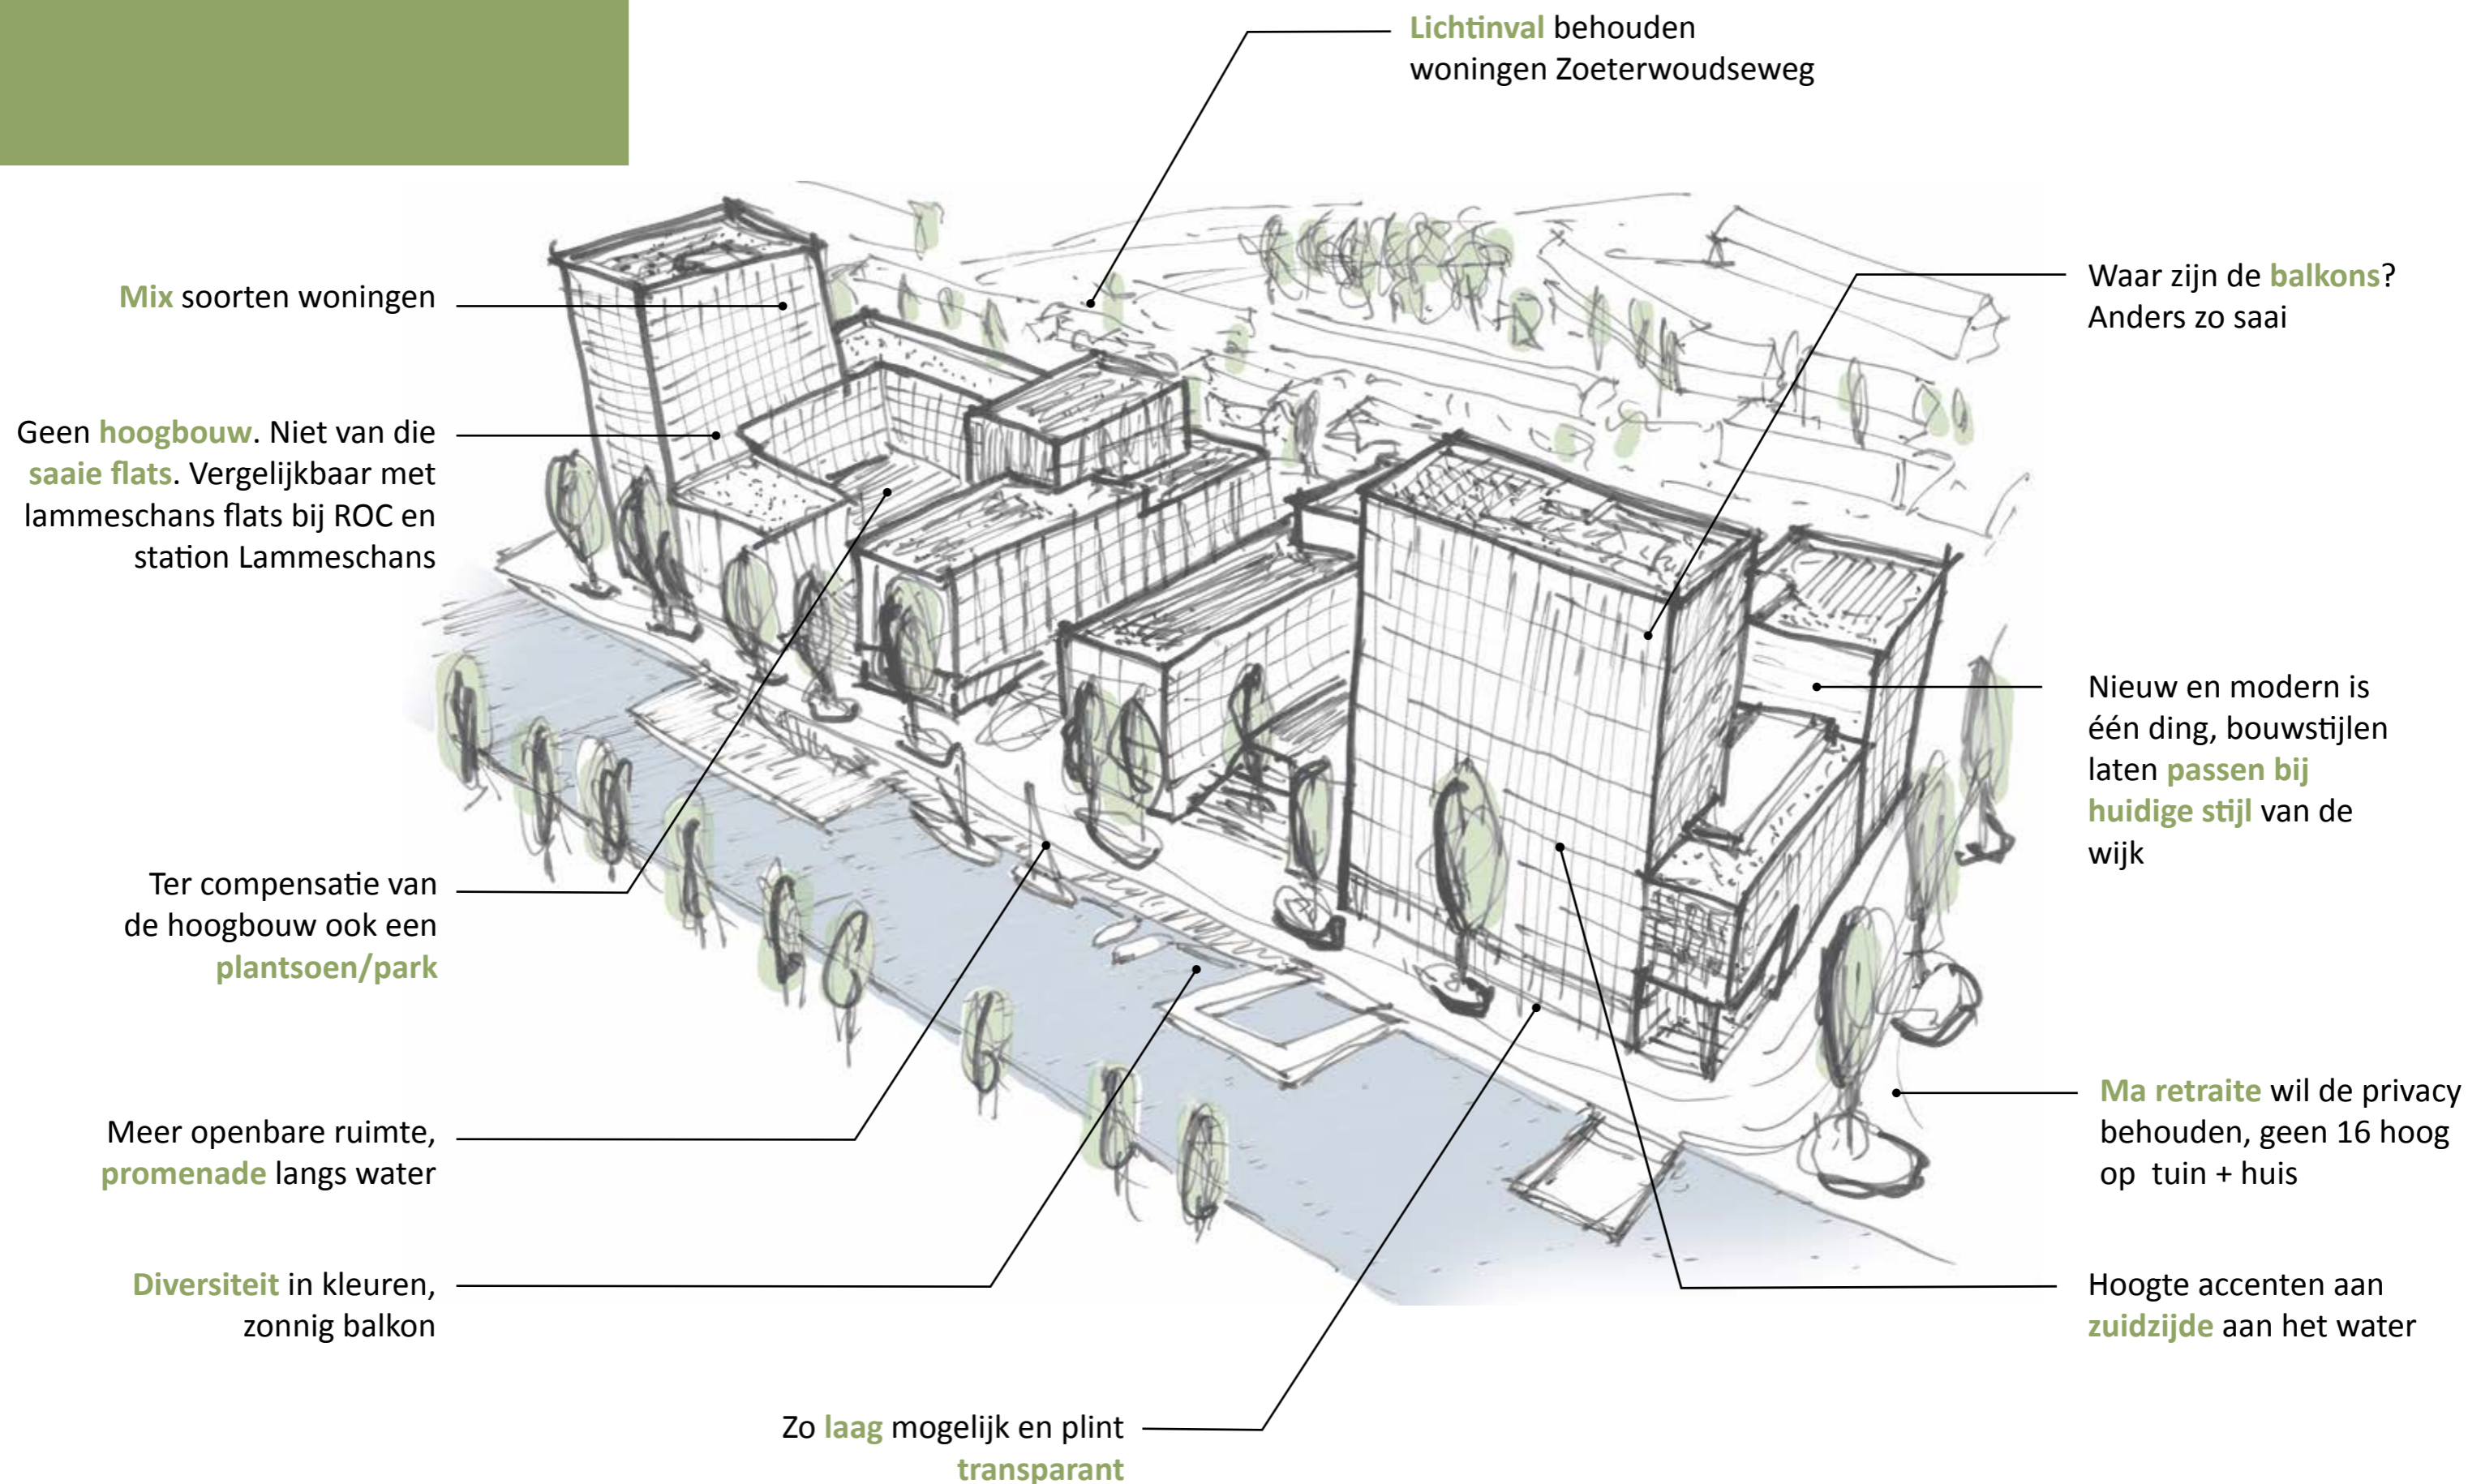 Lichtinval behouden
woningen Zoeterwoudseweg
Mix soorten woningen
Geen hoogbouw. Niet van die
saaie flats. Vergelijkbaar met
lammeschans flats bij ROC en
station Lammeschans
Ter compensatie van
de hoogbouw ook een
plantsoen/park
Meer openbare ruimte,
promenade langs water
Diversiteit in kleuren,
zonnig balkon
Zo laag mogelijk en plint
transparant
Waar zijn de balkons?
Anders zo saai
Nieuw en modern is
één ding, bouwstijlen
laten passen bij
huidige stijl van de
wijk
Ma retraite wil de privacy
behouden, geen 16 hoog
op tuin + huis
Hoogte accenten aan
zuidzijde aan het water